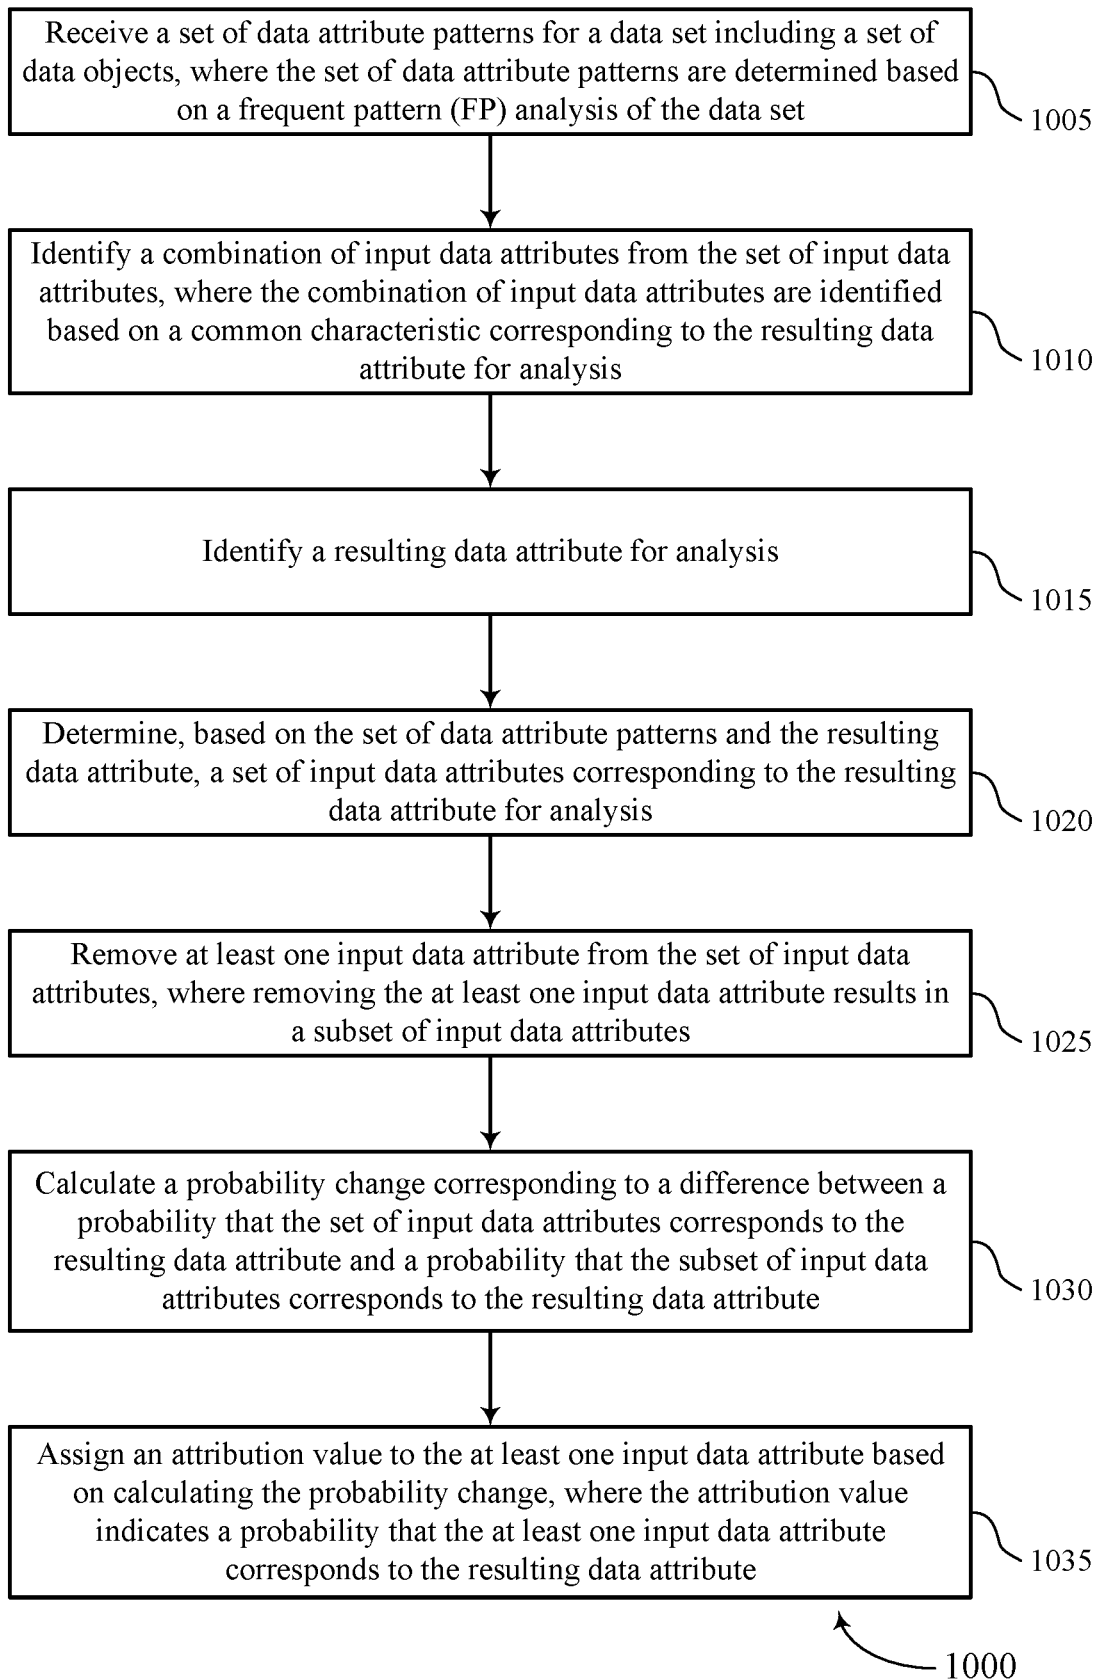 Receive a set of data attribute patterns for a data set including a set of
data objects, where the set of data attribute patterns are determined based
on a frequent pattern (FP) analysis of the data set
1005
Identify a combination of input data attributes from the set of input data
attributes, where the combination of input data attributes are identified
based on a common characteristic corresponding to the resulting data
attribute for analysis
1010
Identify a resulting data attribute for analysis
1015
Determine, based on the set of data attribute patterns and the resulting
data attribute, a set of input data attributes corresponding to the resulting
data attribute for analysis
1020
Remove at least one input data attribute from the set of input data
attributes, where removing the at least one input data attribute results in
a subset of input data attributes
1025
Calculate a probability change corresponding to a difference between a
probability that the set of input data attributes corresponds to the
resulting data attribute and a probability that the subset of input data
attributes corresponds to the resulting data attribute
1030
Assign an attribution value to the at least one input data attribute based
on calculating the probability change, where the attribution value
indicates a probability that the at least one input data attribute
corresponds to the resulting data attribute
1035
1000